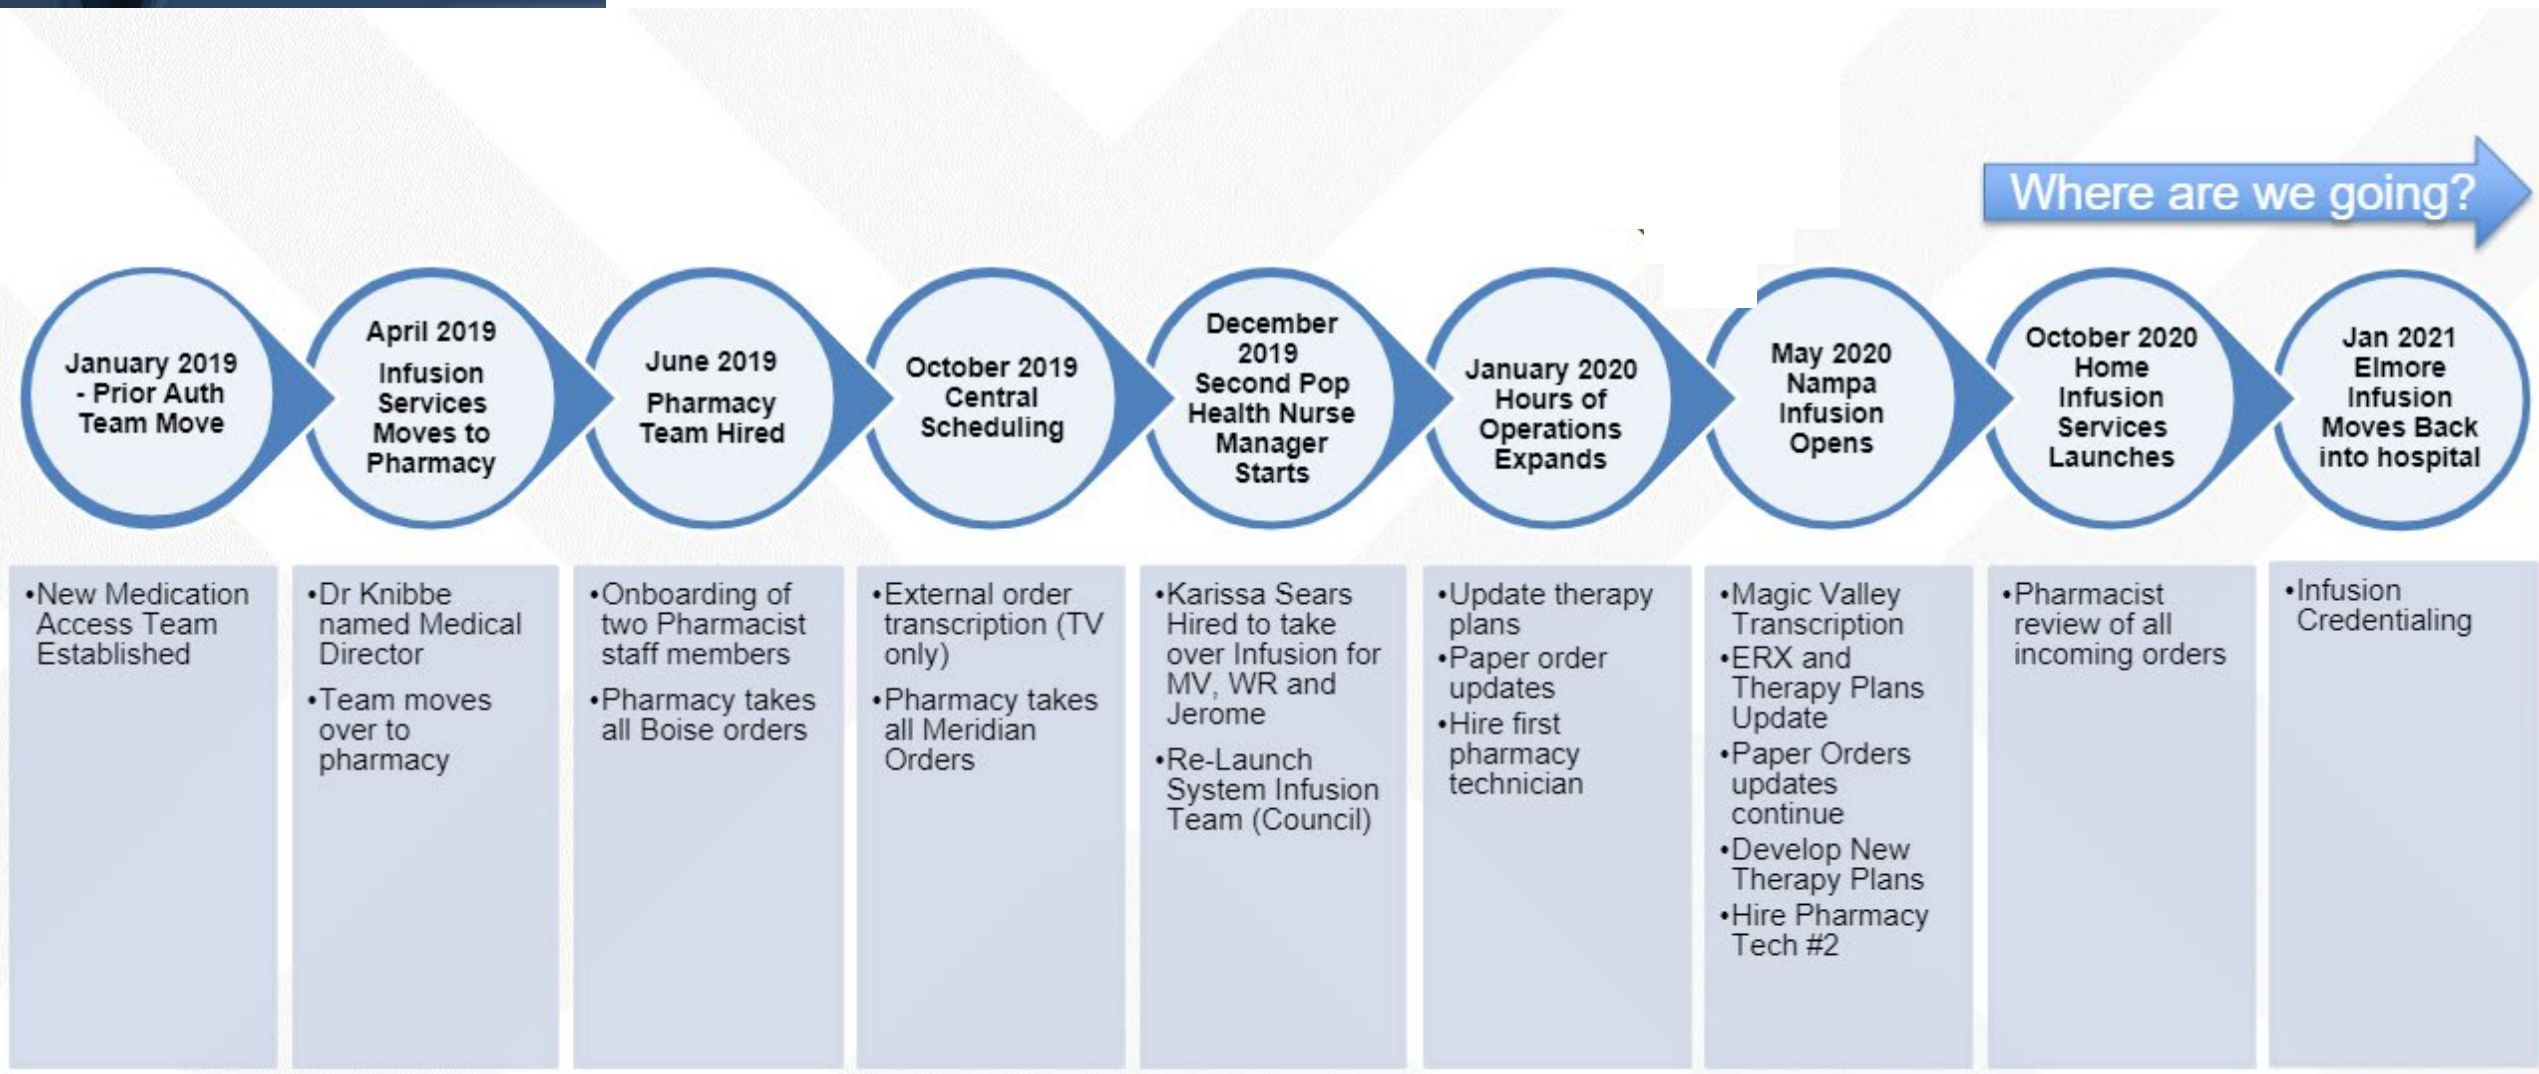 Where are we going?
January 2019
- Prior Auth
Team Move
April 2019
Infusion
Services
Moves to
Pharmacy
June 2019
Pharmacy
Team Hired
October 2019
Central
Scheduling
December
2019
Second Pop
Health Nurse
Manager
Starts
January 2020
Hours of
Operations
Expands
May 2020
Nampa
Infusion
Opens
October 2020
Home
Infusion
Services
Launches
Jan 2021
Elmore
Infusion
Moves Back
into hospital
•New Medication
Access Team
Established
•Dr Knibbe
named Medical
Director
•Team moves
over to
pharmacy
•Onboarding of
two Pharmacist
staff members
•Pharmacy takes
all Boise orders
•External order
transcription (TV
only)
•Pharmacy takes
all Meridian
Orders
•Karissa Sears
Hired to take
over Infusion for
MV, WR and
Jerome
•Re-Launch
System Infusion
Team (Council)
•Update therapy
plans
•Paper order
updates
•Hire first
pharmacy
technician
•Magic Valley
Transcription
•ERX and
Therapy Plans
Update
•Paper Orders
updates
continue
•Develop New
Therapy Plans
•Hire Pharmacy
Tech #2
•Pharmacist
review of all
incoming orders
•Infusion
Credentialing